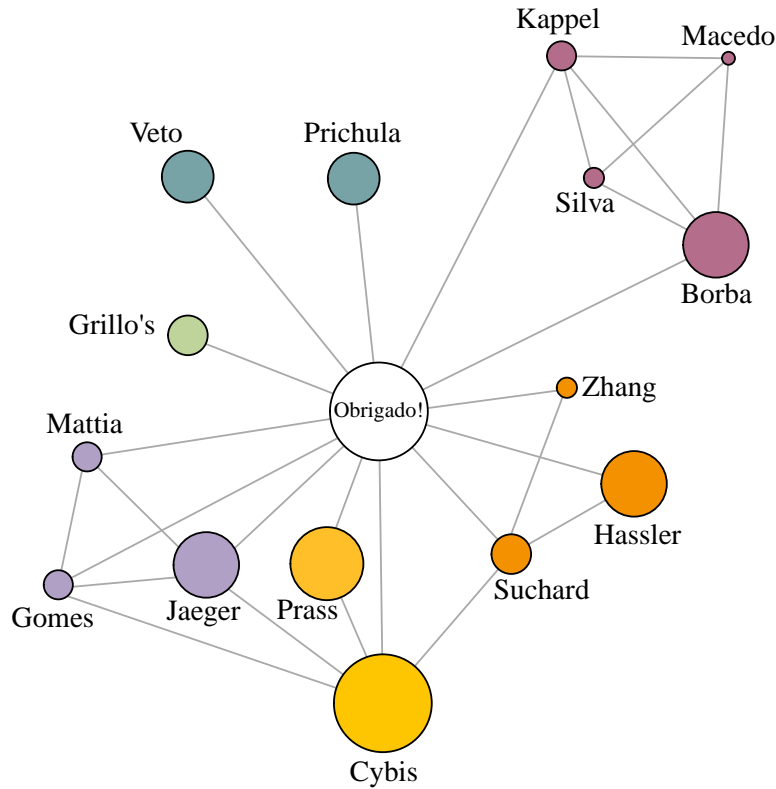 Kappel
Macedo
Veto
Prichula
Silva
Borba
Grillo's
Zhang
Obrigado!
Mattia
Hassler
Suchard
Gomes
Jaeger
Prass
Cybis